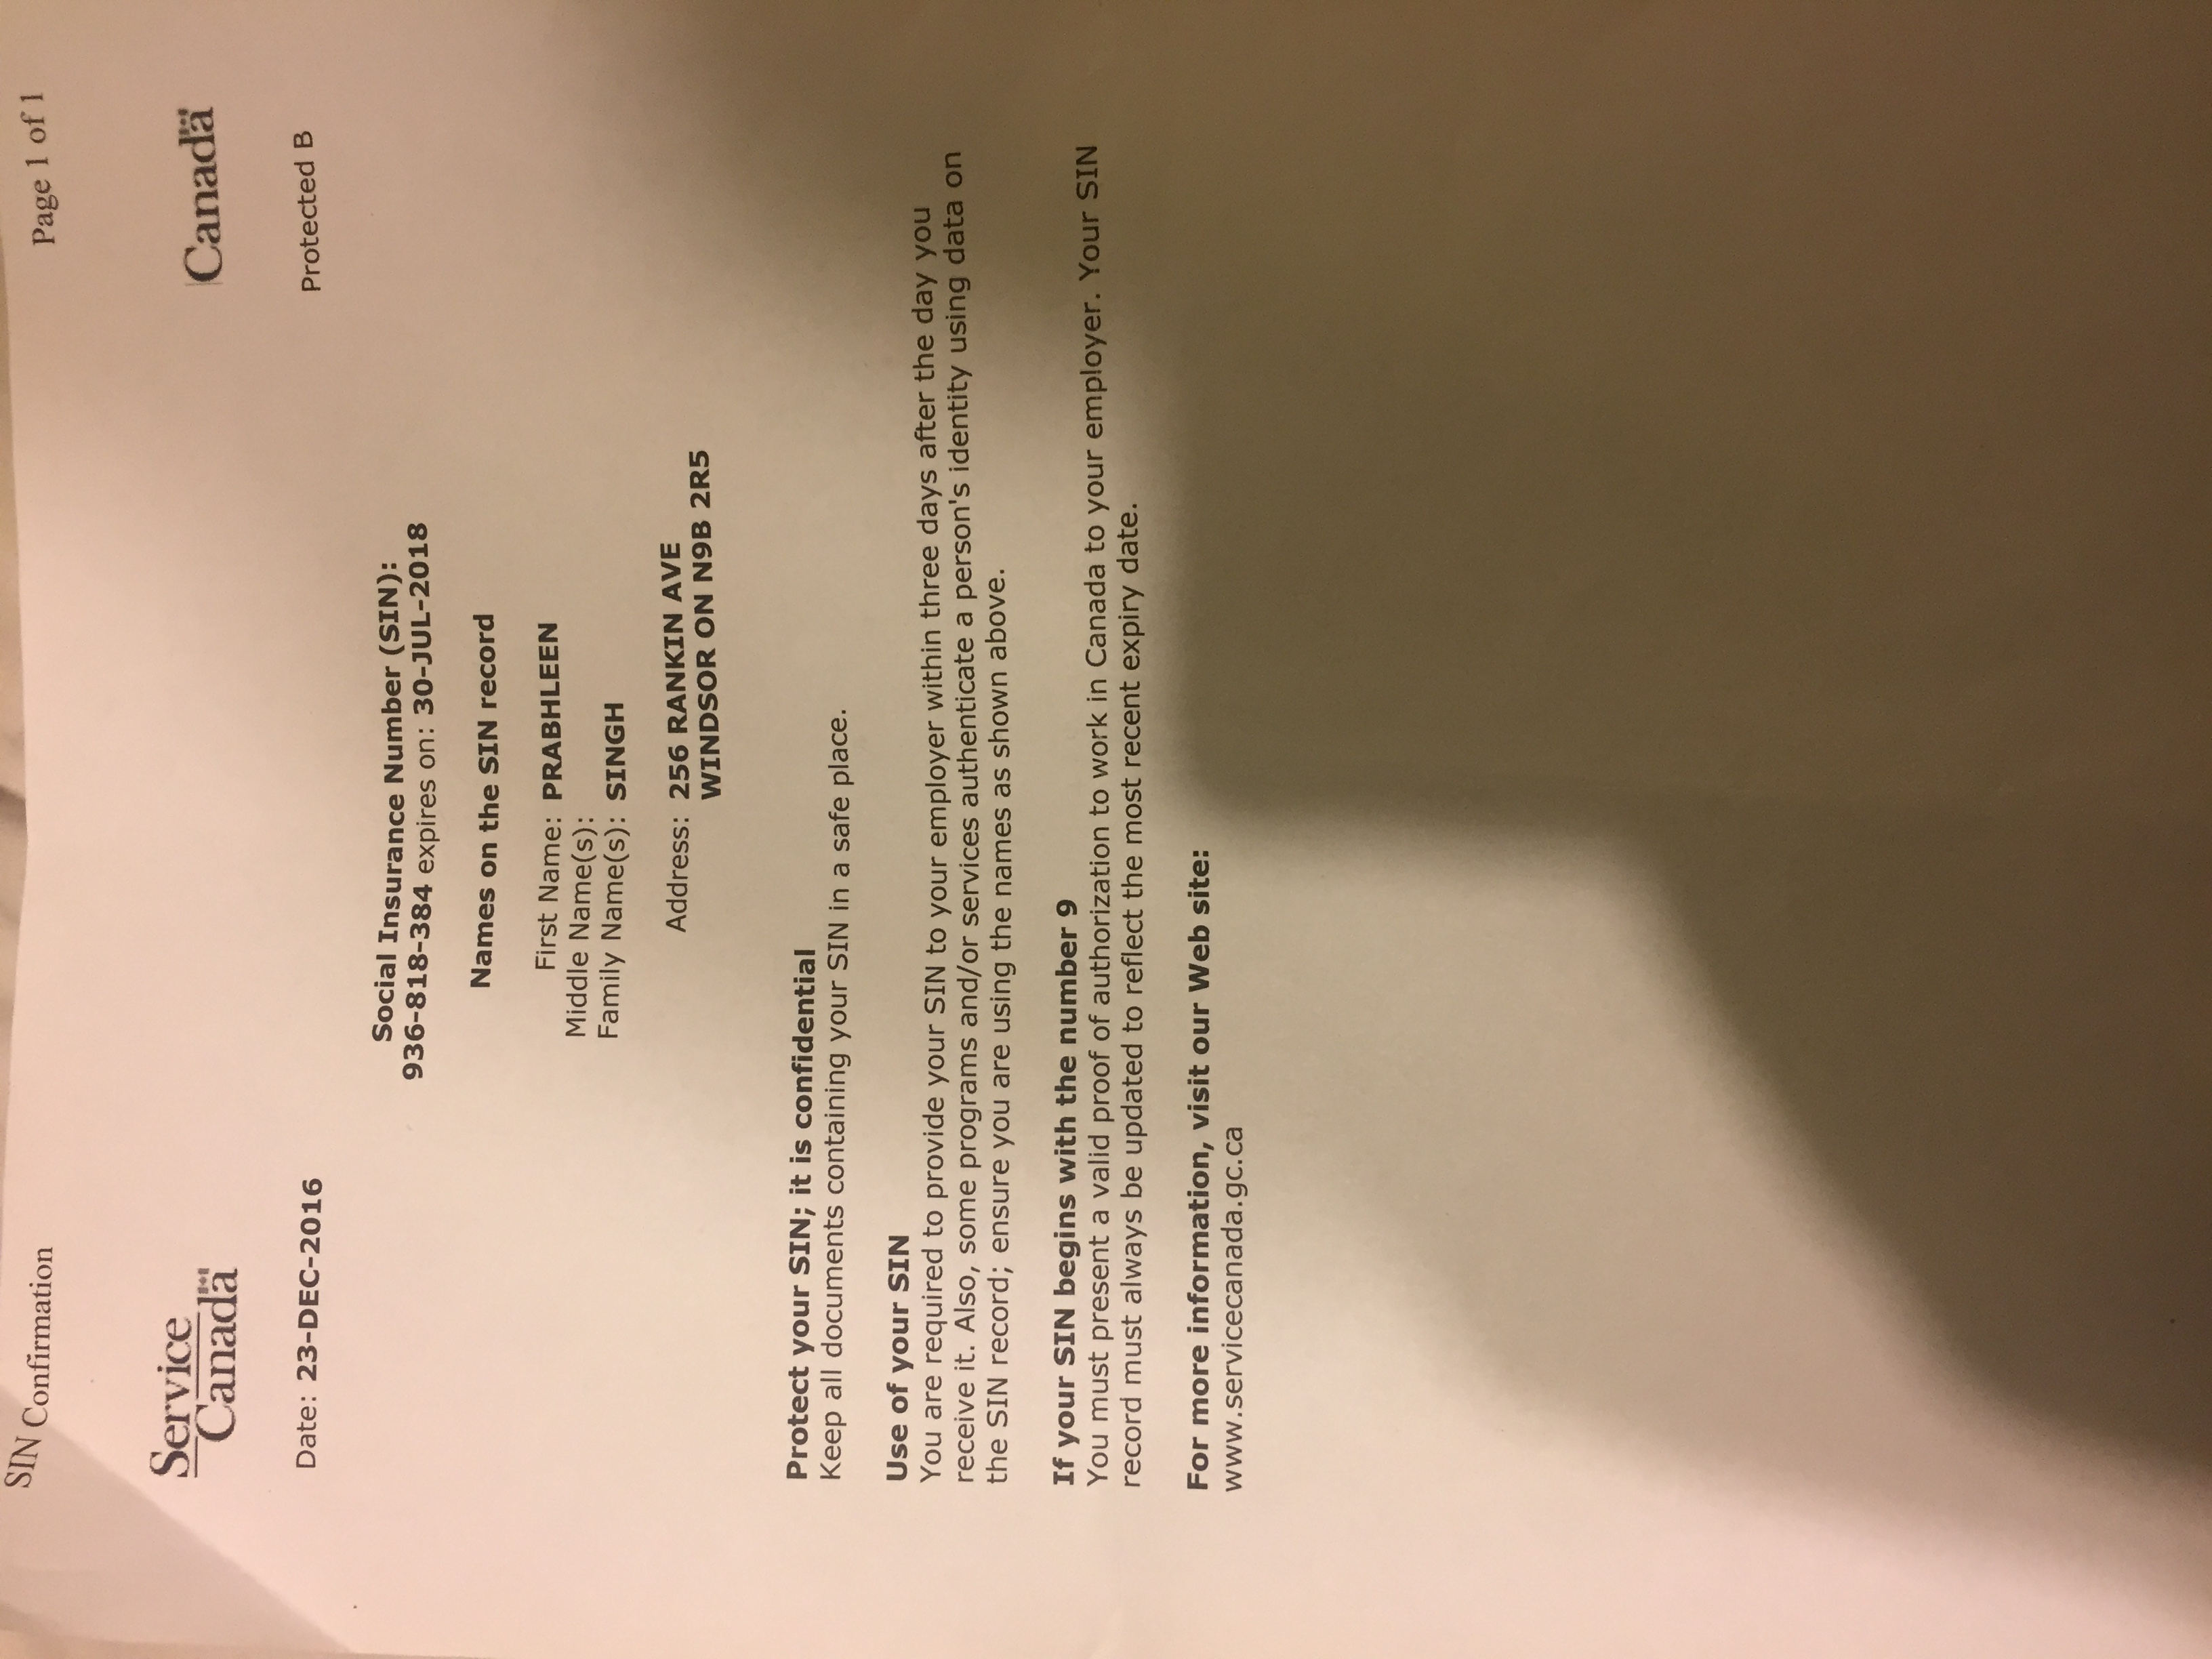 SIN Confirmation Page 1 of 1
Service Canada Canada
Date: 23-DEC-2016 Protected B
Social Insurance Number (SIN):
936-818-384 expires on: 30-JUL-2018
Names on the SIN record
First Name: PRABHLEEN
Middle Name(s):
Family Name(s): SINGH
Address: 256 RANKIN AVE
WINDSOR ON N9B 2R5
Protect your SIN; it is confidential
Keep all documents containing your SIN in a safe place.
Use of your SIN
You are required to provide your SIN to your employer within three days after the day you
receive it. Also, some programs and/or services authenticate a person's identity using data on
the SIN record; ensure you are using the names as shown above.
If your SIN begins with the number 9
You must present a valid proof of authorization to work in Canada to your employer. Your SIN
record must always be updated to reflect the most recent expiry date.
For more information, visit our Web site:
www.servicecanada.gc.ca